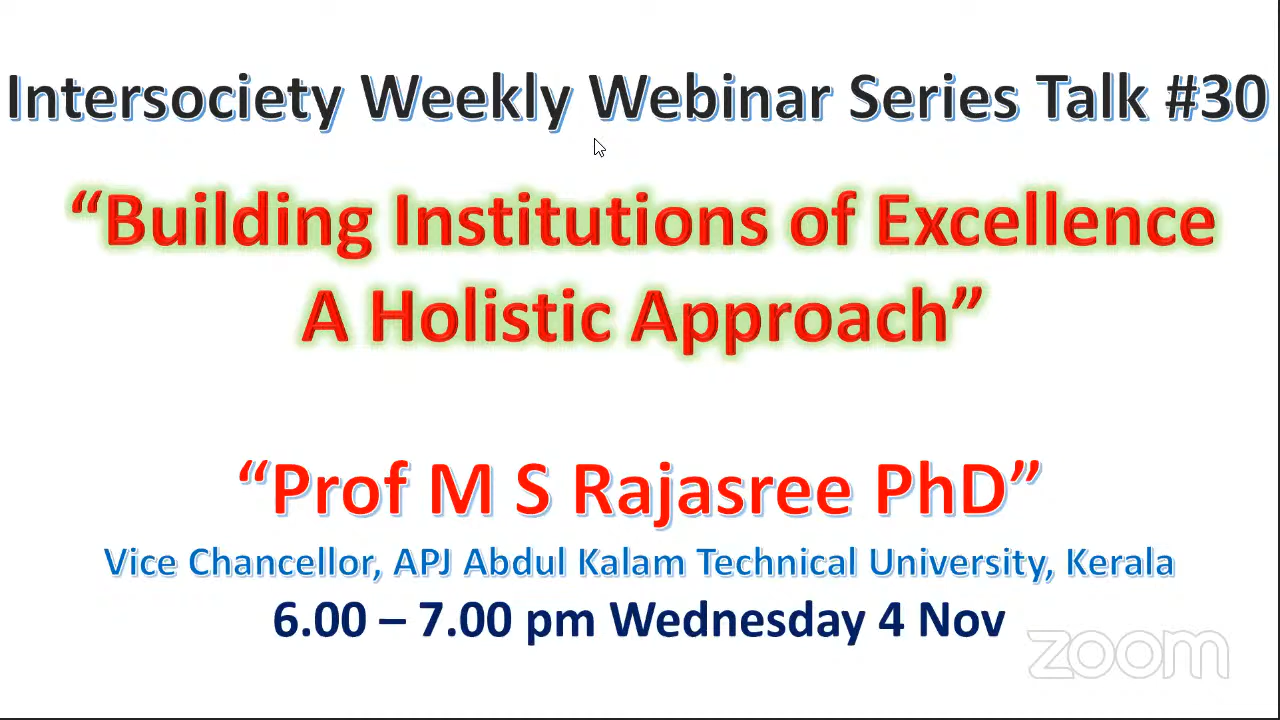 Intersociety Weekly Webinar Series Talk #30
“Building Institutions of Excellence
A Holistic Approach”
“Prof M S Rajasree PhD”
Vice Chancellor, APJ Abdul Kalam Technical University, Kerala
6.00 – 7.00 pm Wednesday 4 Nov
zoom